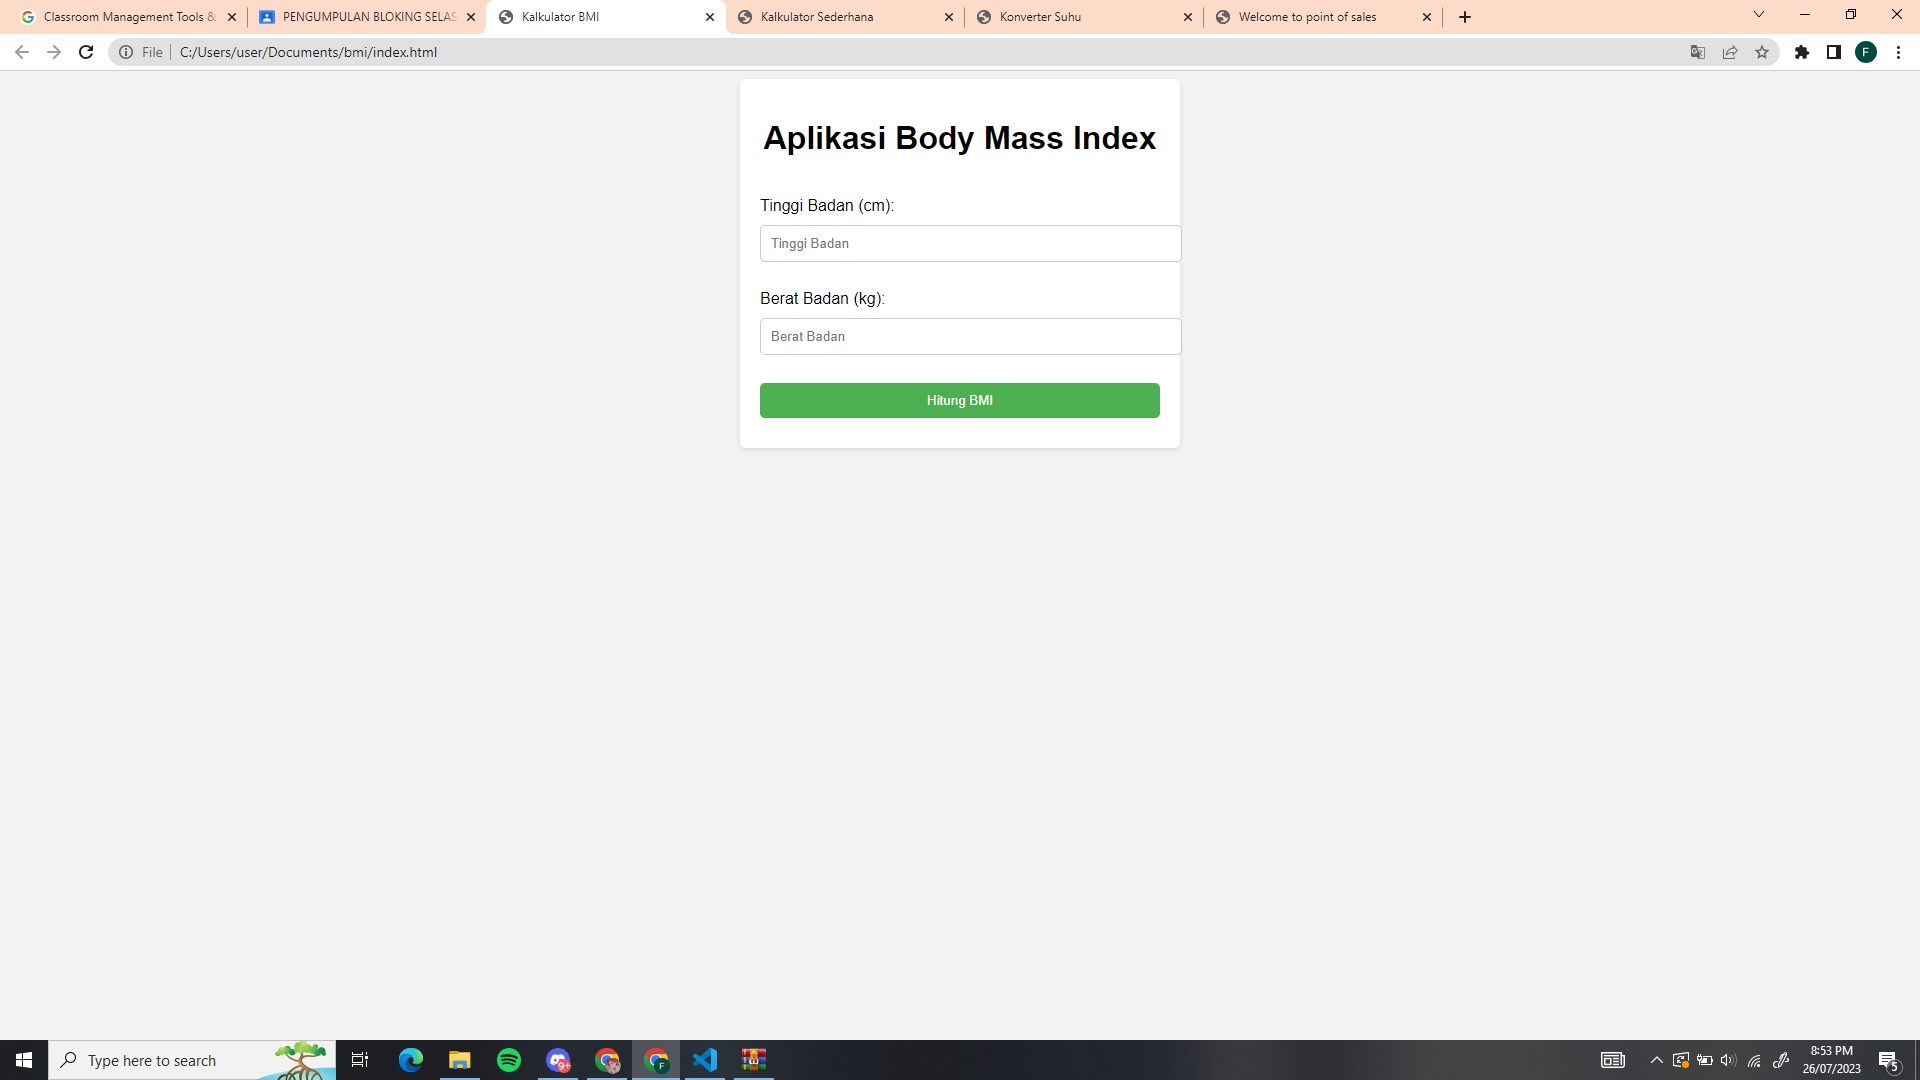 Classroom Management Tools &
PENGUMPULAN BLOKING SELAS
Kalkulator BMI
Kalkulator Sederhana
Konverter Suhu
Welcome to point of sales
File
C:/Users/user/Documents/bmi/index.html
F
Aplikasi Body Mass Index
Tinggi Badan (cm):
Tinggi Badan
Berat Badan (kg):
Berat Badan
Hitung BMI
Type here to search
9+
F
8:53 PM
26/07/2023
5